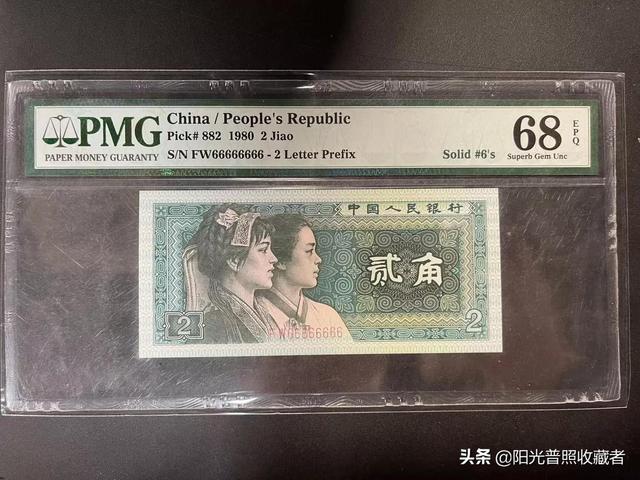 PMG
PAPER MONEY GUARANTY
China / People's Republic
Pick# 882 1980 2 Jiao
S/N FW66666666 - 2 Letter Prefix
Solid #6's
68 EPQ
Superb Gem Unc
中国人民银行
贰角
FW66666666
2
2
头条 @阳光普照收藏者